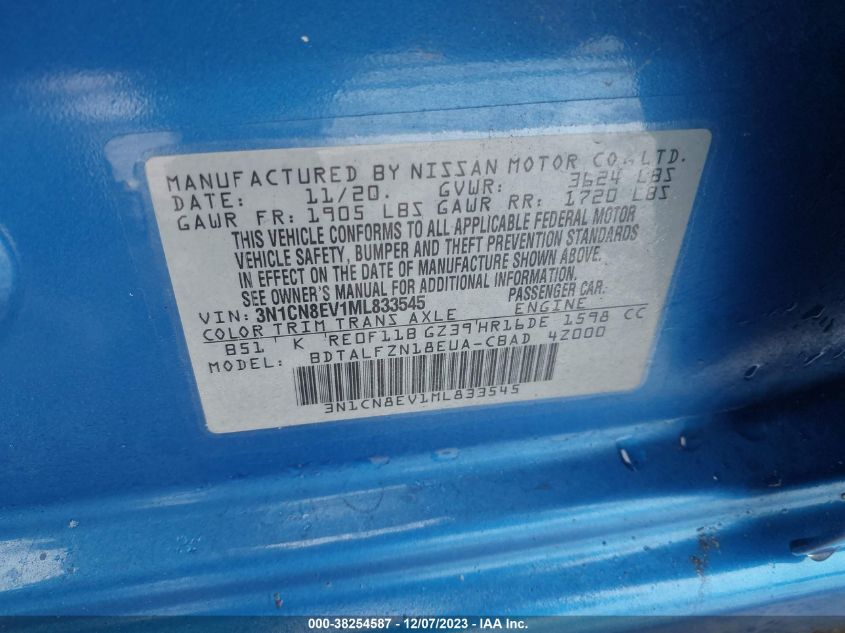 MANUFACTURED BY NISSAN MOTOR CO., LTD.
DATE: 11/20. GVWR: 3624 LBS
GAWR FR: 1905 LBS GAWR RR: 1720 LBS
THIS VEHICLE CONFORMS TO ALL APPLICABLE FEDERAL MOTOR
VEHICLE SAFETY, BUMPER AND THEFT PREVENTION STANDARDS
IN EFFECT ON THE DATE OF MANUFACTURE SHOWN ABOVE.
SEE OWNER'S MANUAL FOR ADDITIONAL INFORMATION.
VIN: 3N1CN8EV1ML833545 PASSENGER CAR.
COLOR TRIM TRANS AXLE ENGINE
B51 K RE0F11B GZ39 HR16DE 1598 CC
MODEL: BDTALFZN18EUA-CBAD 4Z000
3N1CN8EV1ML833545
000-38254587 - 12/07/2023 - IAA Inc.